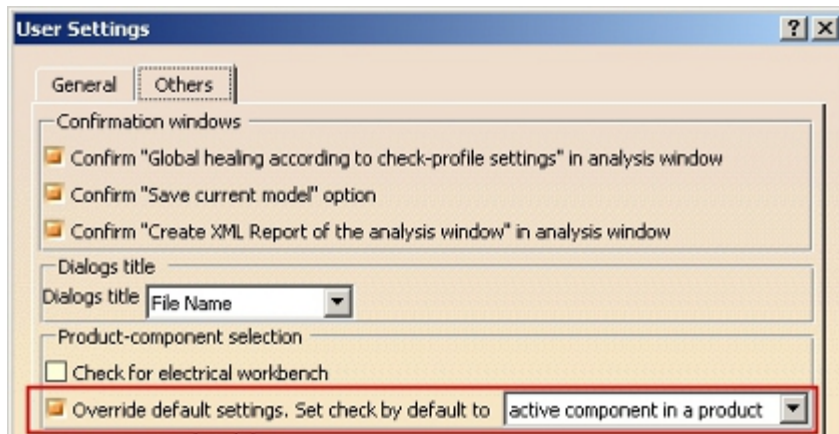 User Settings
General Others
Confirmation windows
Confirm "Global healing according to check-profile settings" in analysis window
Confirm "Save current model" option
Confirm "Create XML Report of the analysis window" in analysis window
Dialogs title
Dialogs title File Name
Product-component selection
Check for electrical workbench
Override default settings. Set check by default to active component in a product